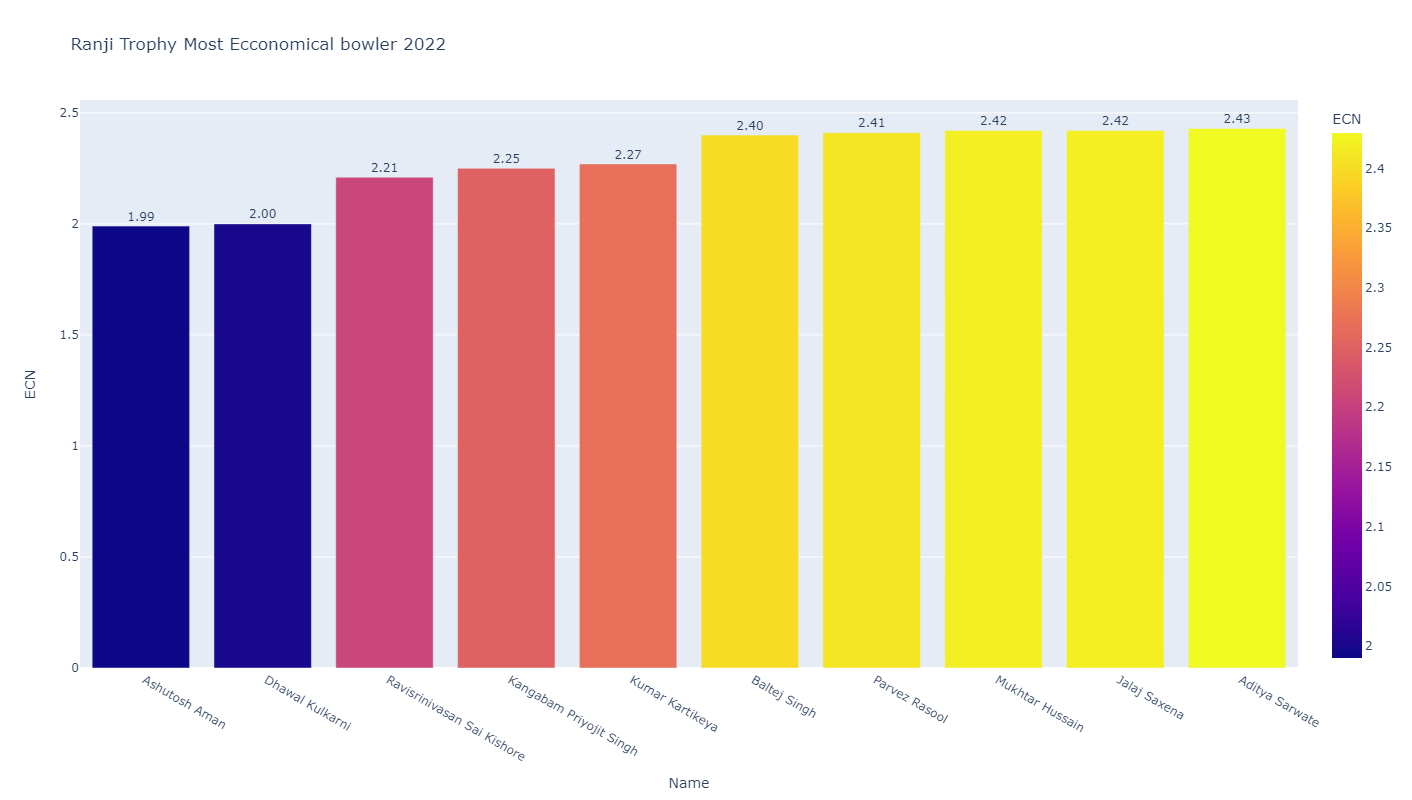 Ranji Trophy Most Ecconomical bowler 2022
ECN
2.5
2
1.5
1
0.5
0
1.99
2.00
2.21
2.25
2.27
2.40
2.41
2.42
2.42
2.43
Ashutosh Aman
Dhawal Kulkarni
Ravisrinivasan Sai Kishore
Kangabam Priyojit Singh
Kumar Kartikeya
Baltej Singh
Parvez Rasool
Mukhtar Hussain
Jalaj Saxena
Aditya Sarwate
Name
ECN
2.4
2.35
2.3
2.25
2.2
2.15
2.1
2.05
2